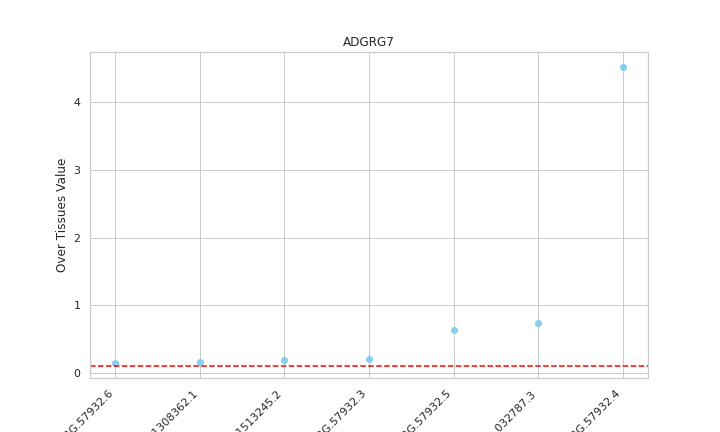 ADGRG7
Over Tissues Value
4
3
2
1
0
G.57932.6
1308362.1
1513245.2
G.57932.3
G.57932.5
032787.3
G.57932.4